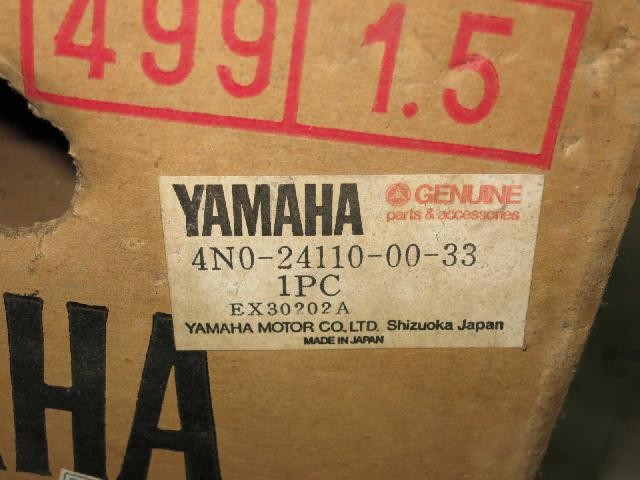 499 1.5
YAMAHA
GENUINE
parts & accessories
4N0-24110-00-33
1PC
EX30202A
YAMAHA MOTOR CO., LTD. Shizuoka Japan
MADE IN JAPAN
AHA